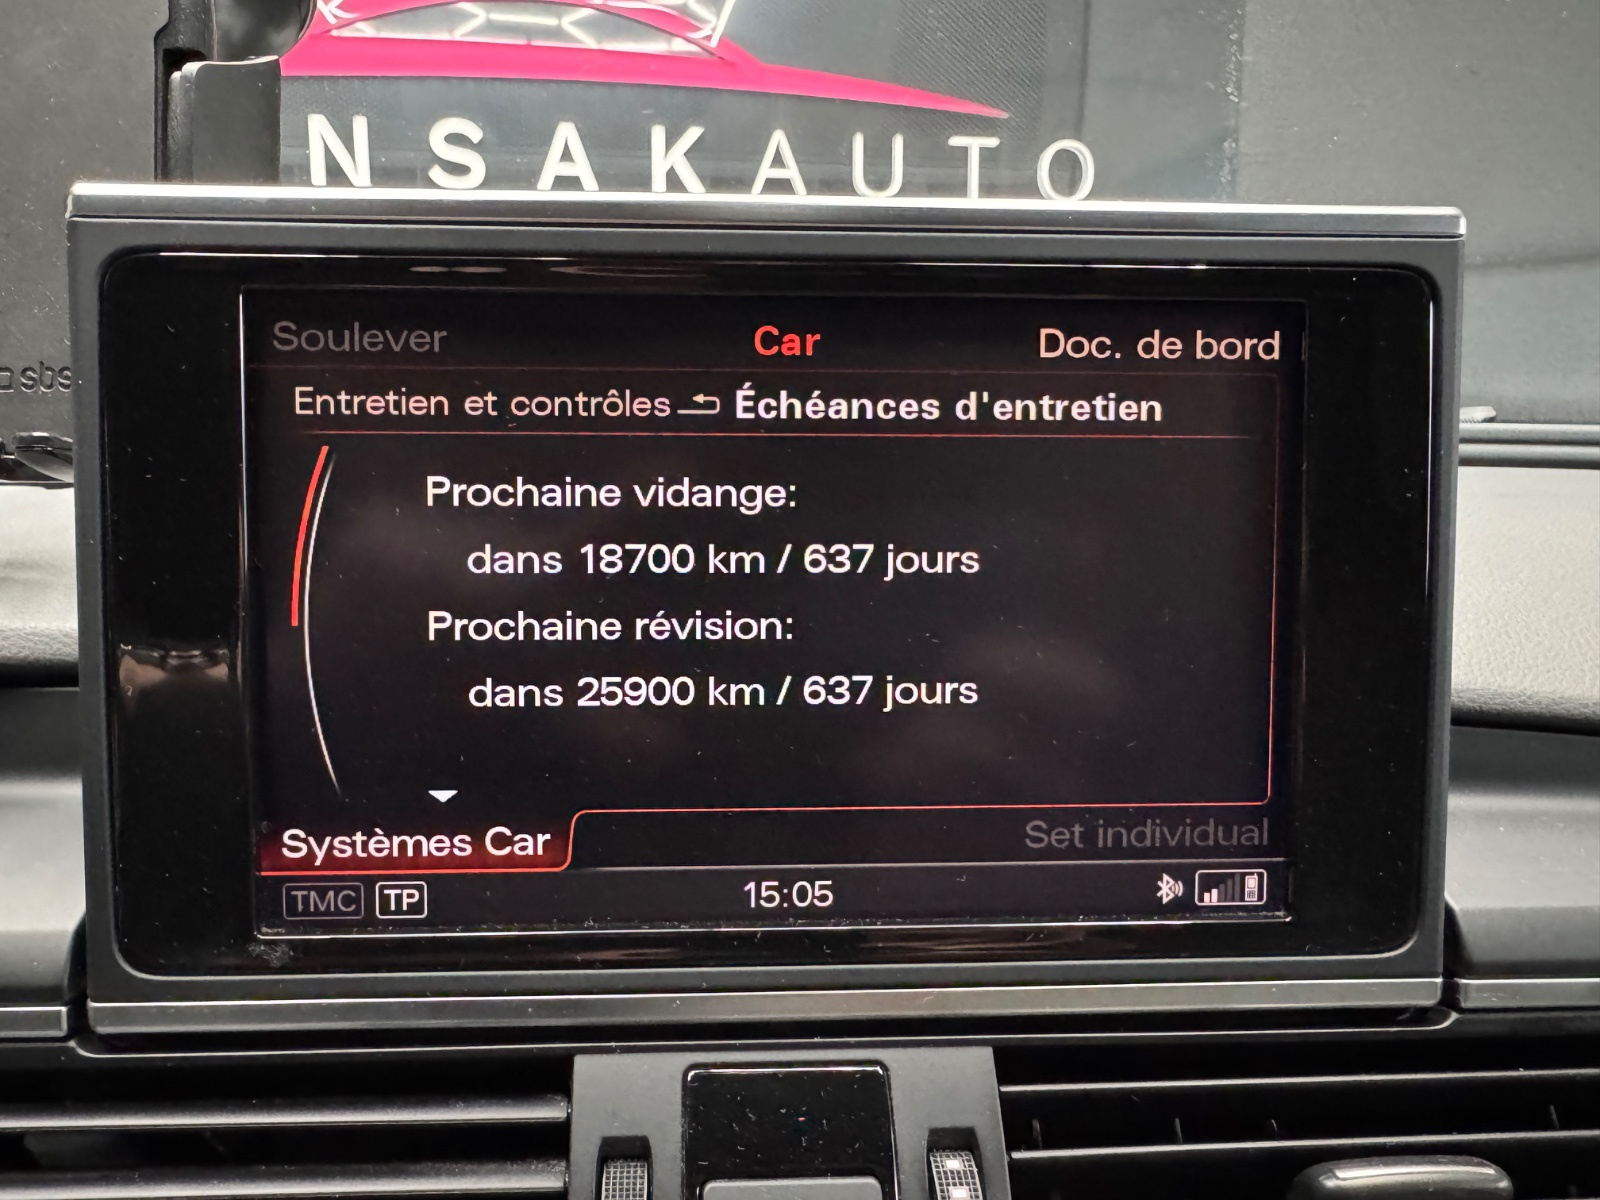 NSAKAUTO
sbs
Soulever
Car
Doc. de bord
Entretien et contrôles
Échéances d'entretien
Prochaine vidange:
dans 18700 km / 637 jours
Prochaine révision:
dans 25900 km / 637 jours
Systèmes Car
Set individual
TMC
TP
15:05